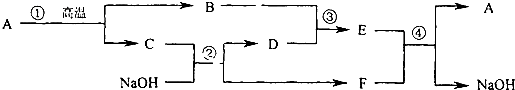 A ① 高温 B ③ E ④ A
C ② D
NaOH F NaOH